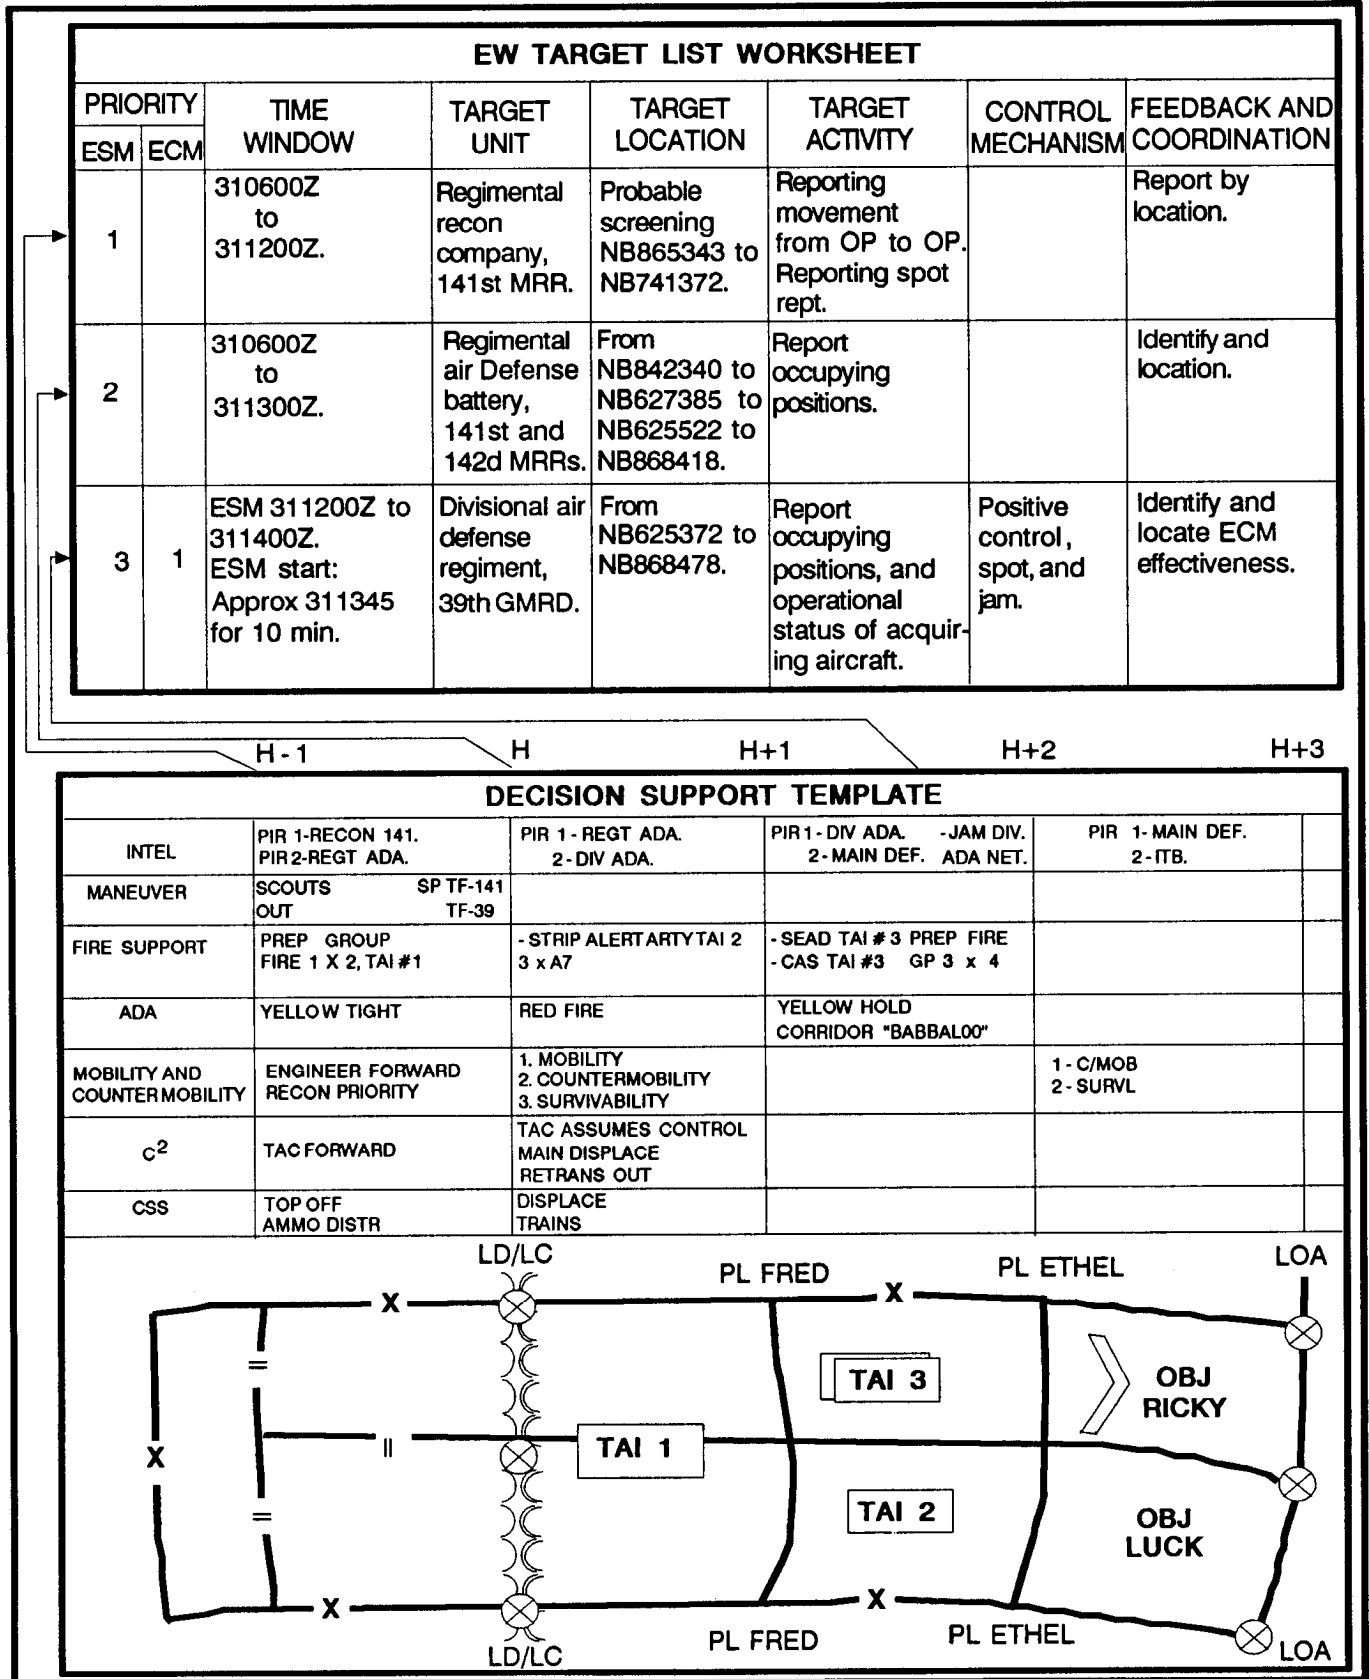 EW TARGET LIST WORKSHEET
PRIORITY
ESM ECM
TIME
WINDOW
TARGET
UNIT
TARGET
LOCATION
TARGET
ACTIVITY
CONTROL
MECHANISM
FEEDBACK AND
COORDINATION
1
310600Z
to
311200Z.
Regimental
recon
company,
141st MRR.
Probable
screening
NB865343 to
NB741372.
Reporting
movement
from OP to OP.
Reporting spot
rept.
Report by
location.
2
310600Z
to
311300Z.
Regimental
air Defense
battery,
141st and
142d MRRs.
From
NB842340 to
NB627385 to
NB625522 to
NB868418.
Report
occupying
positions.
Identify and
location.
3
1
ESM 311200Z to
311400Z.
ESM start:
Approx 311345
for 10 min.
Divisional air
defense
regiment,
39th GMRD.
From
NB625372 to
NB868478.
Report
occupying
positions, and
operational
status of acquir-
ing aircraft.
Positive
control,
spot, and
jam.
Identify and
locate ECM
effectiveness.
H-1 H H+1 H+2 H+3
DECISION SUPPORT TEMPLATE
INTEL
PIR 1-RECON 141.
PIR 2-REGT ADA.
PIR 1 - REGT ADA.
2 - DIV ADA.
PIR 1 - DIV ADA. -JAM DIV.
2 - MAIN DEF. ADA NET.
PIR 1- MAIN DEF.
2 - ITB.
MANEUVER
SCOUTS SP TF-141
OUT TF-39
FIRE SUPPORT
PREP GROUP
FIRE 1 X 2, TAI #1
- STRIP ALERT ARTY TAI 2
3 x A7
- SEAD TAI # 3 PREP FIRE
- CAS TAI #3 GP 3 x 4
ADA
YELLOW TIGHT
RED FIRE
YELLOW HOLD
CORRIDOR "BABBAL00"
MOBILITY AND
COUNTER MOBILITY
ENGINEER FORWARD
RECON PRIORITY
1. MOBILITY
2. COUNTERMOBILITY
3. SURVIVABILITY
1 - C/MOB
2 - SURVL
C2
TAC FORWARD
TAC ASSUMES CONTROL
MAIN DISPLACE
RETRANS OUT
CSS
TOP OFF
AMMO DISTR
DISPLACE
TRAINS
LD/LC
PL FRED
PL ETHEL
LOA
X
X
TAI 3
OBJ
RICKY
X
TAI 1
TAI 2
OBJ
LUCK
X
X
LD/LC
PL FRED
PL ETHEL
LOA